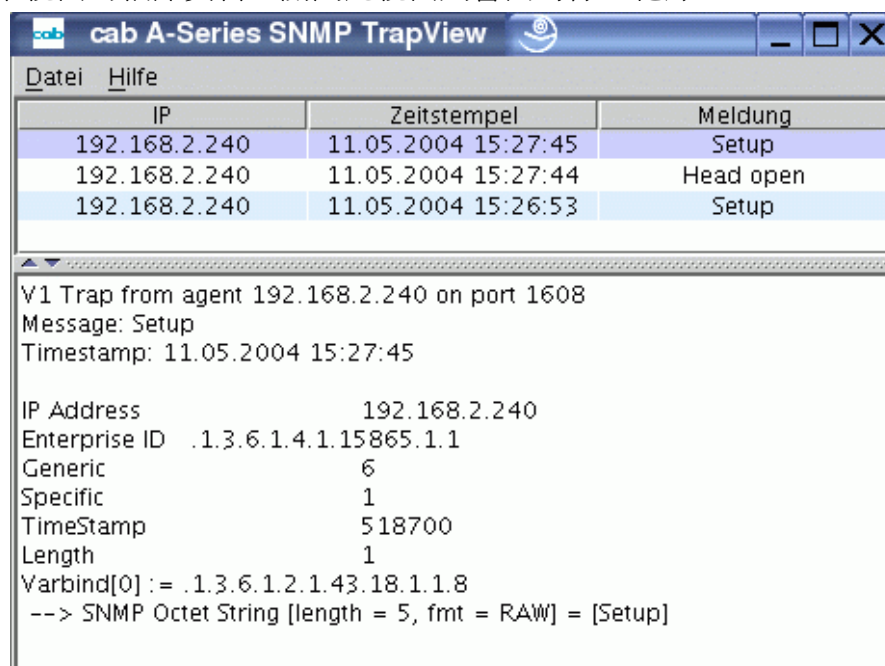 cab cab A-Series SNMP TrapView
Datei Hilfe
IP Zeitstempel Meldung
192.168.2.240 11.05.2004 15:27:45 Setup
192.168.2.240 11.05.2004 15:27:44 Head open
192.168.2.240 11.05.2004 15:26:53 Setup
V1 Trap from agent 192.168.2.240 on port 1608
Message: Setup
Timestamp: 11.05.2004 15:27:45
IP Address 192.168.2.240
Enterprise ID .1.3.6.1.4.1.15865.1.1
Generic 6
Specific 1
TimeStamp 518700
Length 1
Varbind[0] := .1.3.6.1.2.1.43.18.1.1.8
--> SNMP Octet String [length = 5, fmt = RAW] = [Setup]